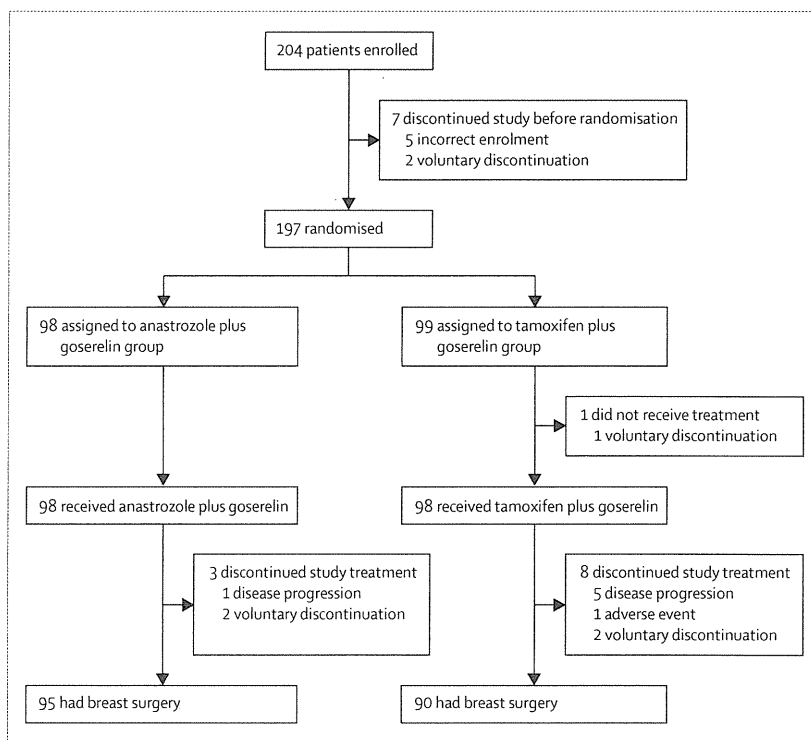 204 patients enrolled
7 discontinued study before randomisation
5 incorrect enrolment
2 voluntary discontinuation
197 randomised
98 assigned to anastrozole plus
goserelin group
99 assigned to tamoxifen plus
goserelin group
1 did not receive treatment
1 voluntary discontinuation
98 received anastrozole plus goserelin
98 received tamoxifen plus goserelin
3 discontinued study treatment
1 disease progression
2 voluntary discontinuation
8 discontinued study treatment
5 disease progression
1 adverse event
2 voluntary discontinuation
95 had breast surgery
90 had breast surgery